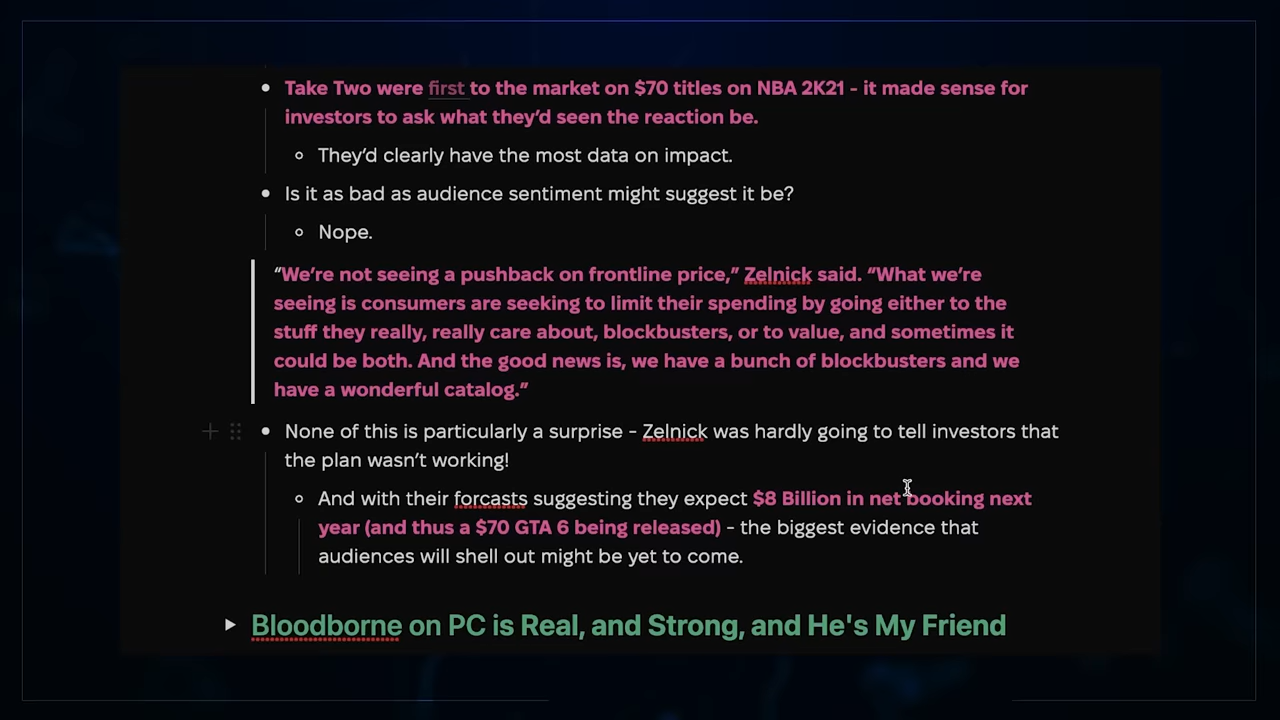 Take Two were first to the market on $70 titles on NBA 2K21 - it made sense for
investors to ask what they'd seen the reaction be.
They'd clearly have the most data on impact.
Is it as bad as audience sentiment might suggest it be?
Nope.
“We're not seeing a pushback on frontline price,” Zelnick said. “What we're
seeing is consumers are seeking to limit their spending by going either to the
stuff they really, really care about, blockbusters, or to value, and sometimes it
could be both. And the good news is, we have a bunch of blockbusters and we
have a wonderful catalog.”
None of this is particularly a surprise - Zelnick was hardly going to tell investors that
the plan wasn't working!
And with their forcasts suggesting they expect $8 Billion in net booking next
year (and thus a $70 GTA 6 being released) - the biggest evidence that
audiences will shell out might be yet to come.
Bloodborne on PC is Real, and Strong, and He's My Friend